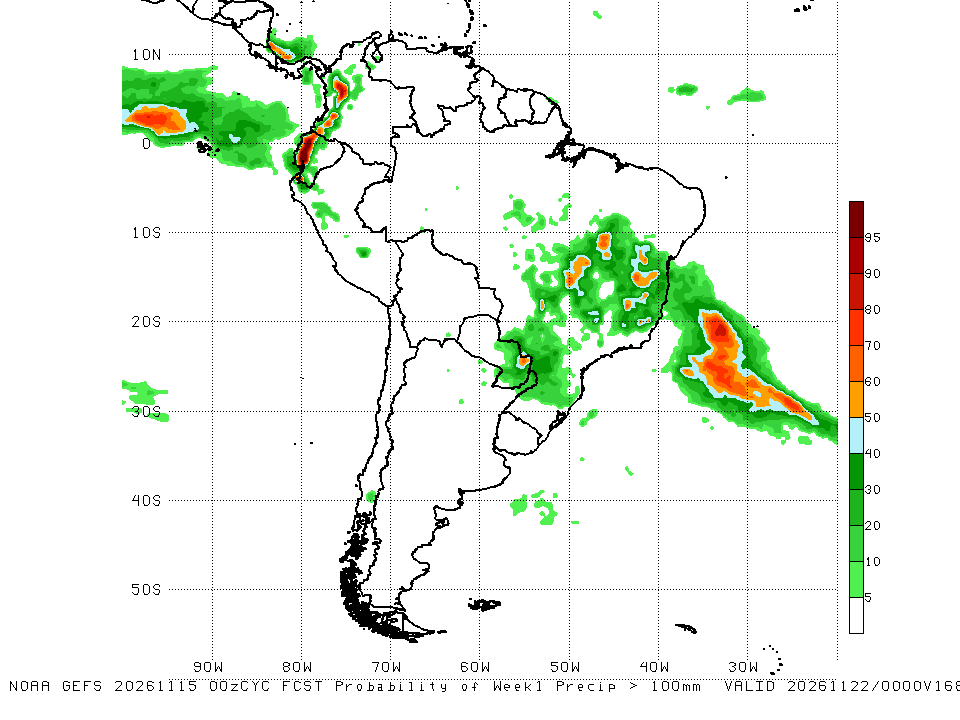 10N
0
10S
20S
30S
40S
50S
90W 80W 70W 60W 50W 40W 30W
95
90
80
70
60
50
40
30
20
10
5
NOAA GEFS 20261115 00zCYC FCST Probability of Week1 Precip > 100mm VALID 20261122/0000V168